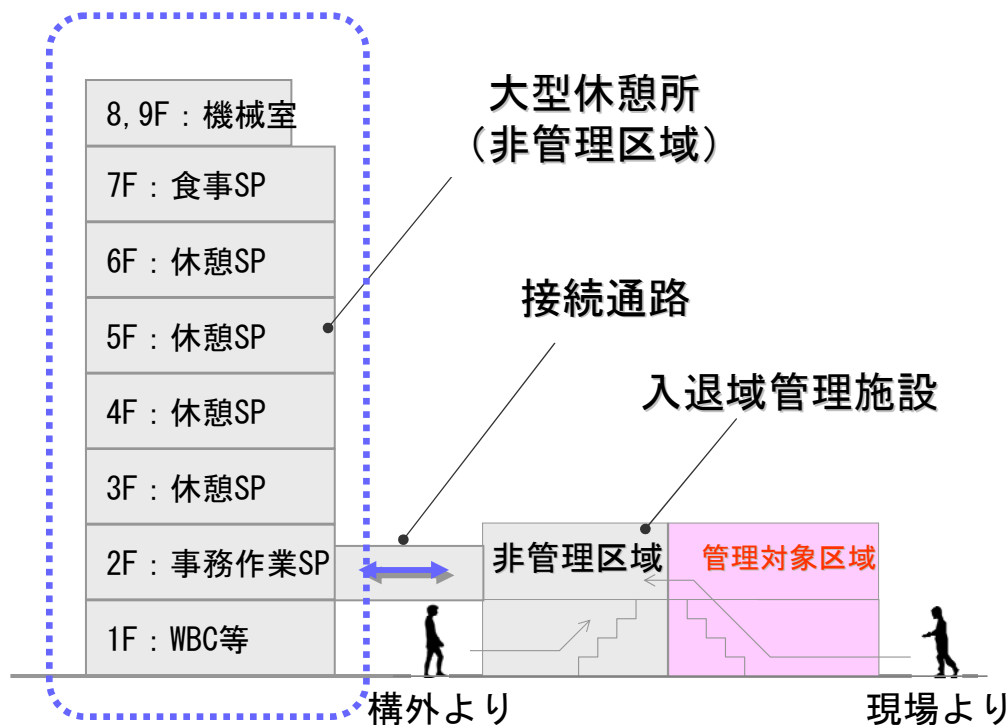 大型休憩所
（非管理区域）
8,9F：機械室
7F：食事SP
6F：休憩SP
5F：休憩SP
4F：休憩SP
3F：休憩SP
2F：事務作業SP
1F：WBC等
接続通路
入退域管理施設
非管理区域
管理対象区域
構外より
現場より